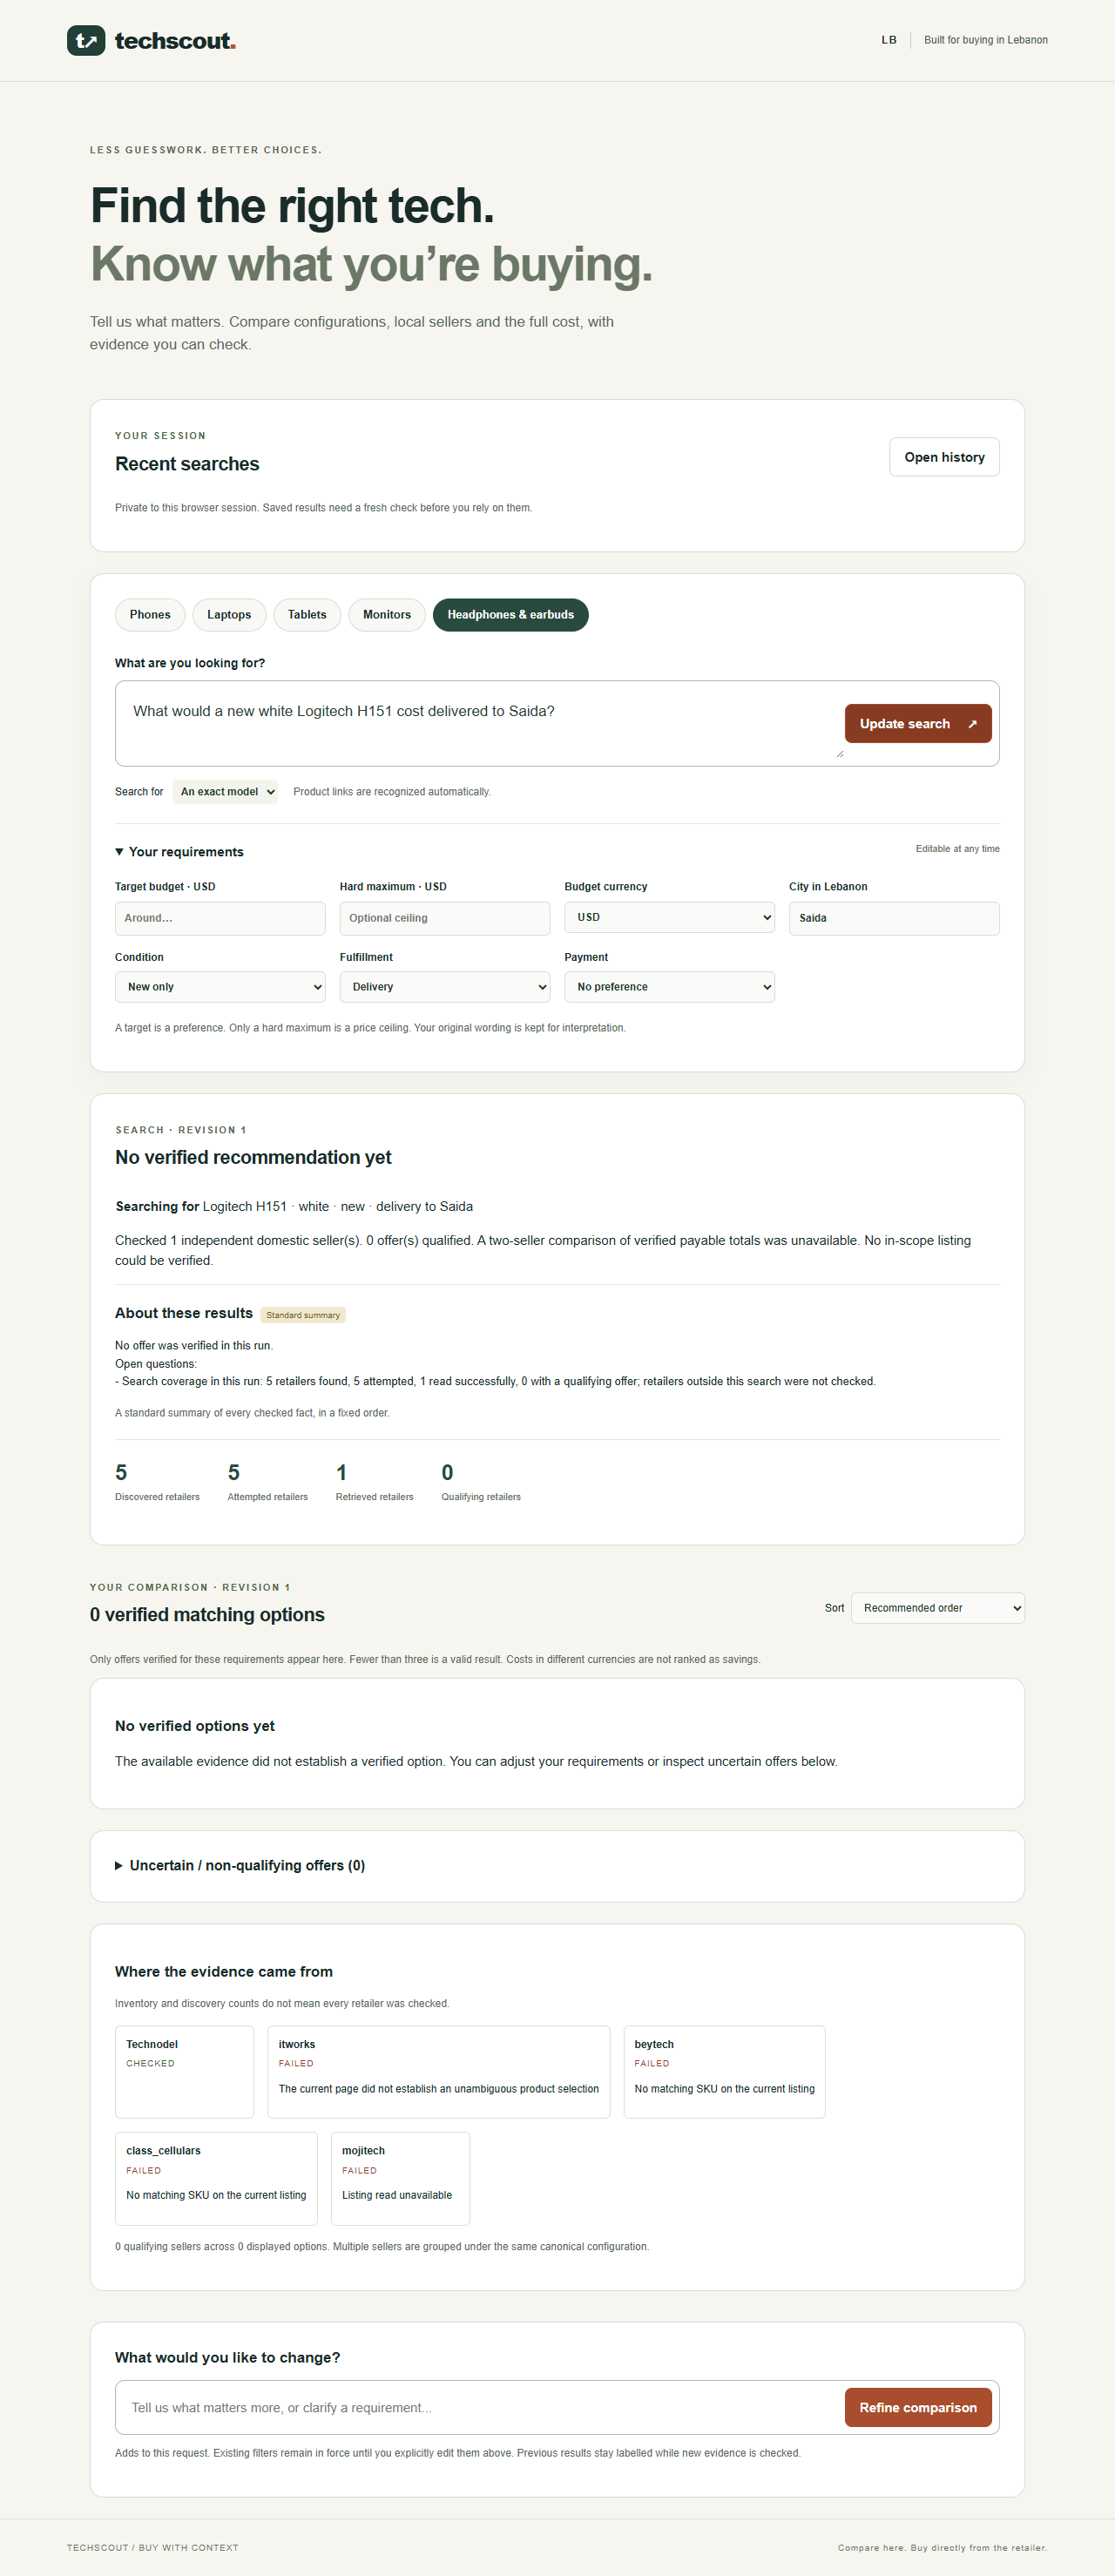 t↗ techscout.
LB
Built for buying in Lebanon
LESS GUESSWORK. BETTER CHOICES.
Find the right tech.
Know what you’re buying.
Tell us what matters. Compare configurations, local sellers and the full cost, with
evidence you can check.
YOUR SESSION
Recent searches
Open history
Private to this browser session. Saved results need a fresh check before you rely on them.
Phones
Laptops
Tablets
Monitors
Headphones & earbuds
What are you looking for?
What would a new white Logitech H151 cost delivered to Saida?
Update search ↗
Search for
An exact model
Product links are recognized automatically.
▼ Your requirements
Editable at any time
Target budget · USD
Hard maximum · USD
Budget currency
City in Lebanon
Around...
Optional ceiling
USD
Saida
Condition
Fulfillment
Payment
New only
Delivery
No preference
A target is a preference. Only a hard maximum is a price ceiling. Your original wording is kept for interpretation.
SEARCH · REVISION 1
No verified recommendation yet
Searching for Logitech H151 · white · new · delivery to Saida
Checked 1 independent domestic seller(s). 0 offer(s) qualified. A two-seller comparison of verified payable totals was unavailable. No in-scope listing
could be verified.
About these results
Standard summary
No offer was verified in this run.
Open questions:
- Search coverage in this run: 5 retailers found, 5 attempted, 1 read successfully, 0 with a qualifying offer; retailers outside this search were not checked.
A standard summary of every checked fact, in a fixed order.
5
5
1
0
Discovered retailers
Attempted retailers
Retrieved retailers
Qualifying retailers
YOUR COMPARISON · REVISION 1
0 verified matching options
Sort
Recommended order
Only offers verified for these requirements appear here. Fewer than three is a valid result. Costs in different currencies are not ranked as savings.
No verified options yet
The available evidence did not establish a verified option. You can adjust your requirements or inspect uncertain offers below.
▶ Uncertain / non-qualifying offers (0)
Where the evidence came from
Inventory and discovery counts do not mean every retailer was checked.
Technodel
CHECKED
itworks
FAILED
The current page did not establish an unambiguous product selection
beytech
FAILED
No matching SKU on the current listing
class_cellulars
FAILED
No matching SKU on the current listing
mojitech
FAILED
Listing read unavailable
0 qualifying sellers across 0 displayed options. Multiple sellers are grouped under the same canonical configuration.
What would you like to change?
Tell us what matters more, or clarify a requirement...
Refine comparison
Adds to this request. Existing filters remain in force until you explicitly edit them above. Previous results stay labelled while new evidence is checked.
TECHSCOUT / BUY WITH CONTEXT
Compare here. Buy directly from the retailer.